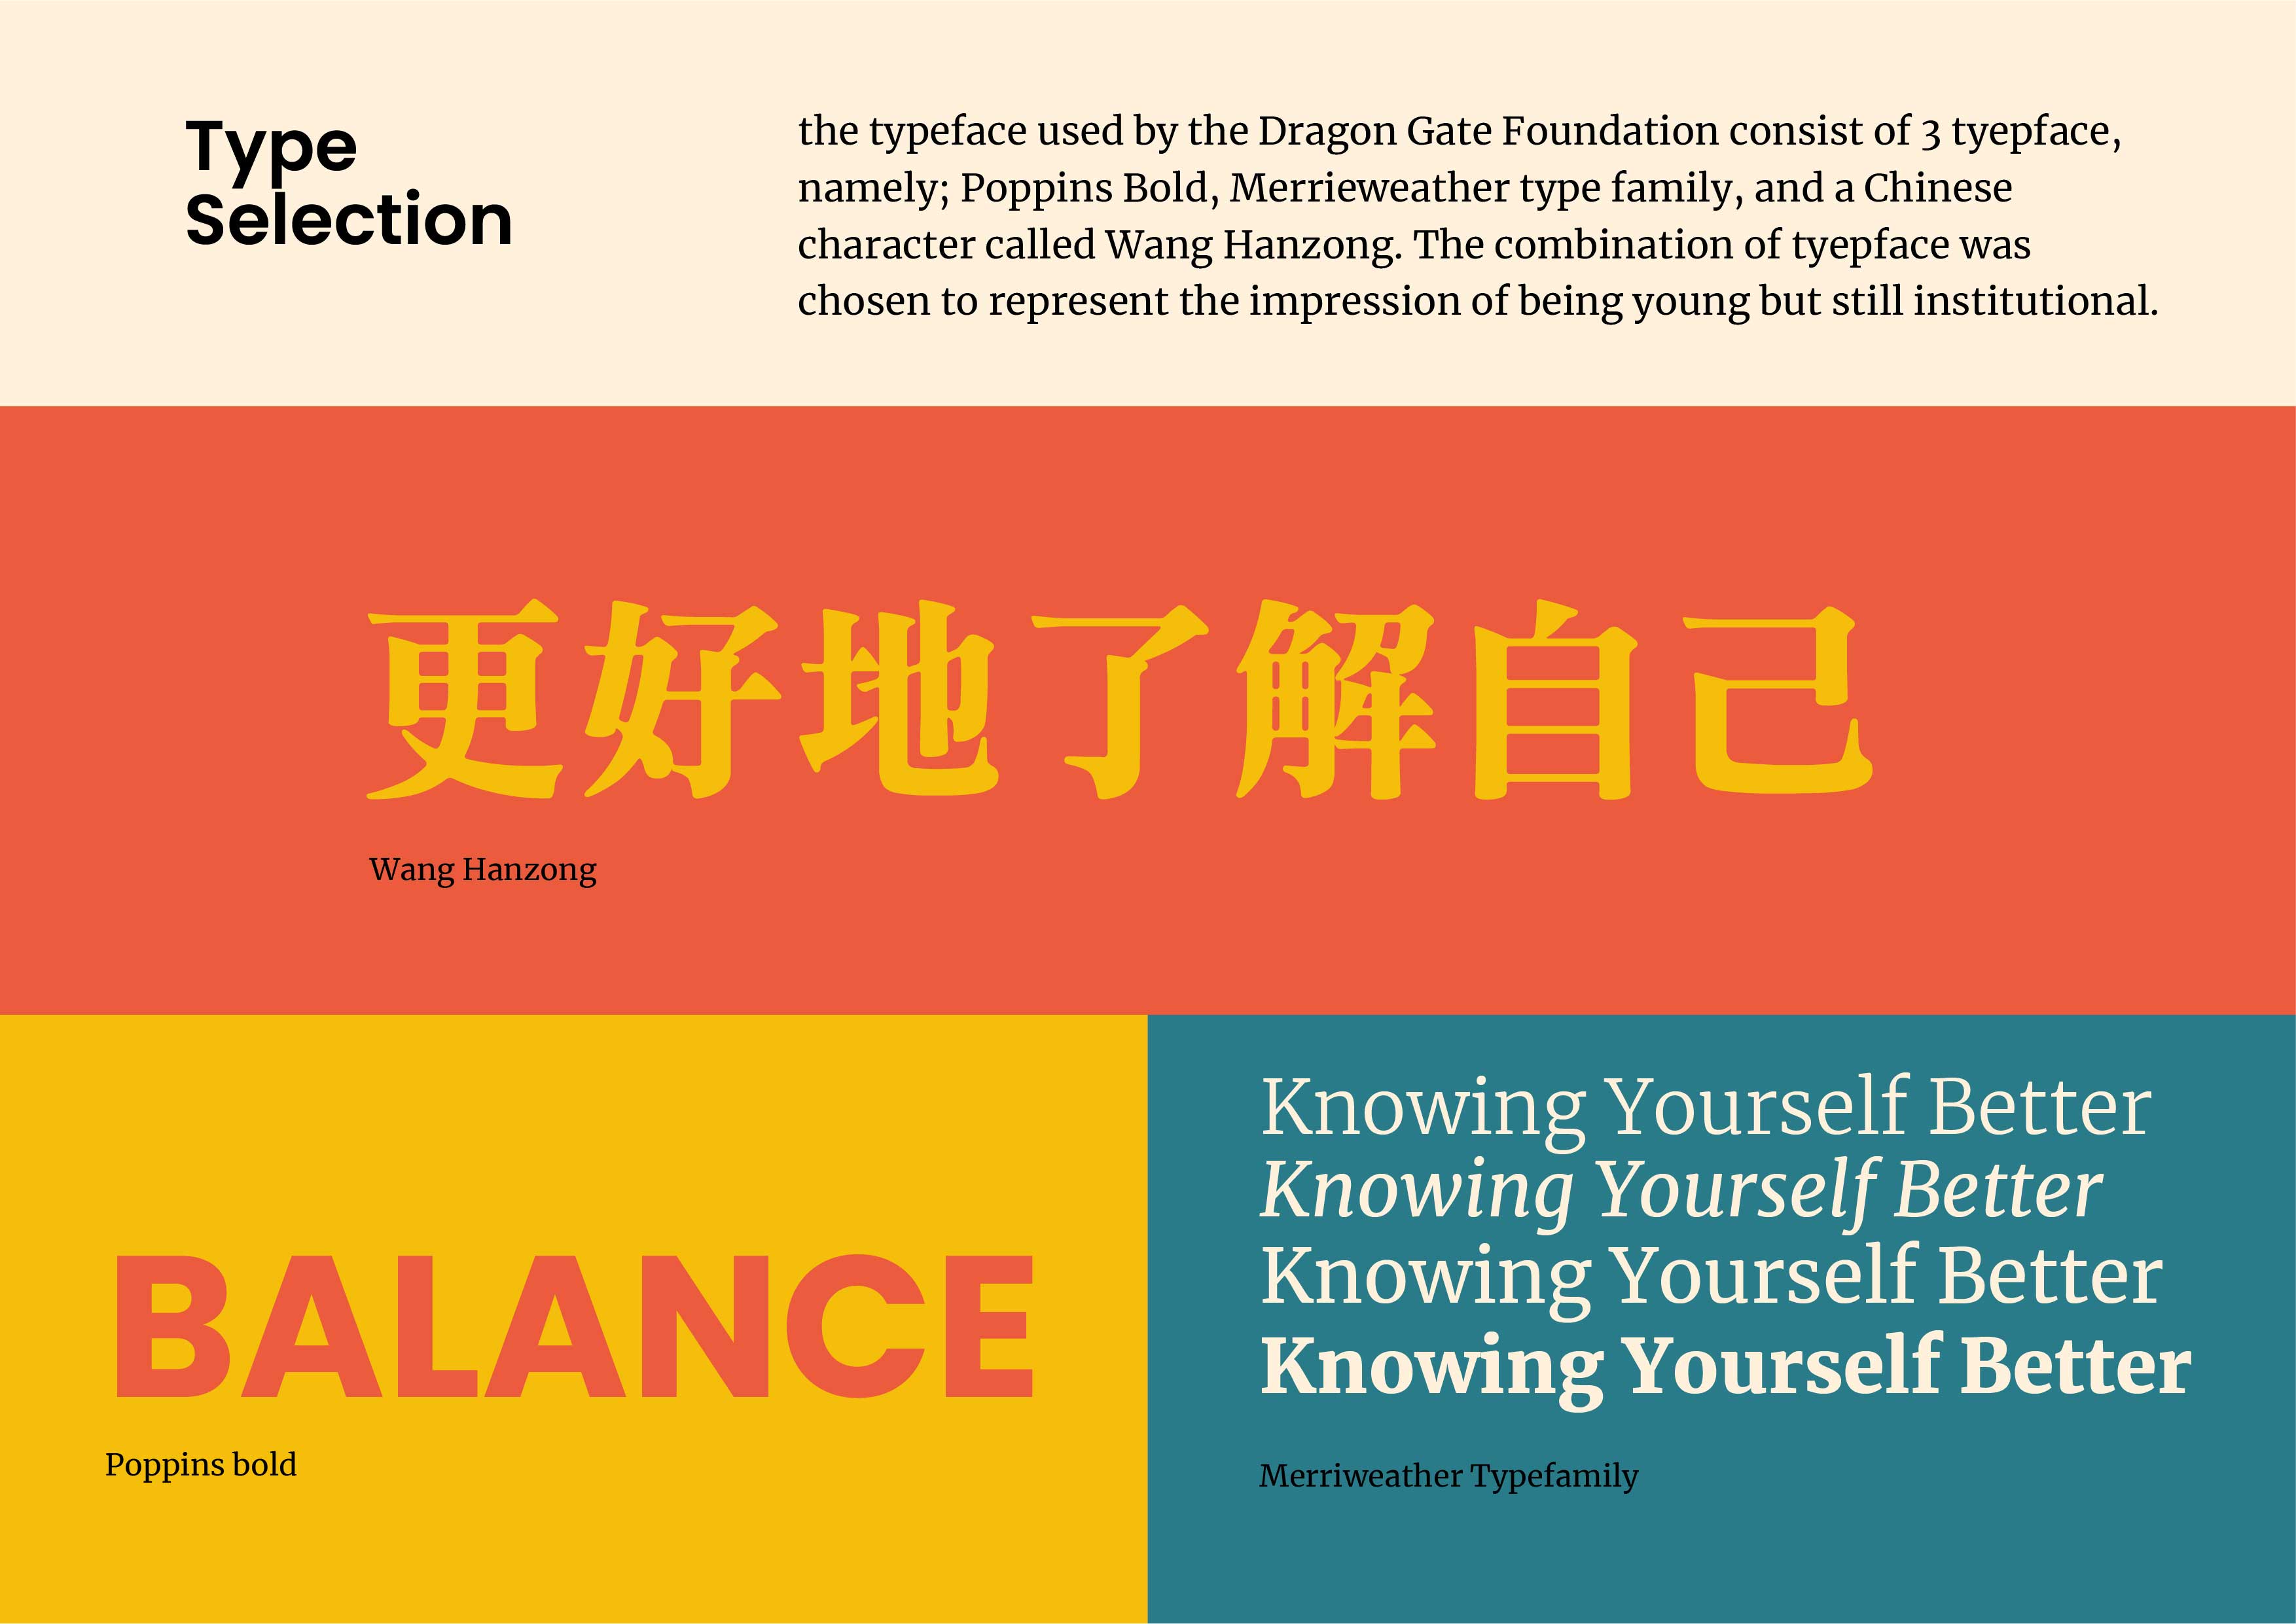 Type
Selection
the typeface used by the Dragon Gate Foundation consist of 3 tyepface,
namely; Poppins Bold, Merrieweather type family, and a Chinese
character called Wang Hanzong. The combination of tyepface was
chosen to represent the impression of being young but still institutional.
更好地了解自己
Wang Hanzong
BALANCE
Poppins bold
Knowing Yourself Better
Knowing Yourself Better
Knowing Yourself Better
Knowing Yourself Better
Merriweather Typefamily